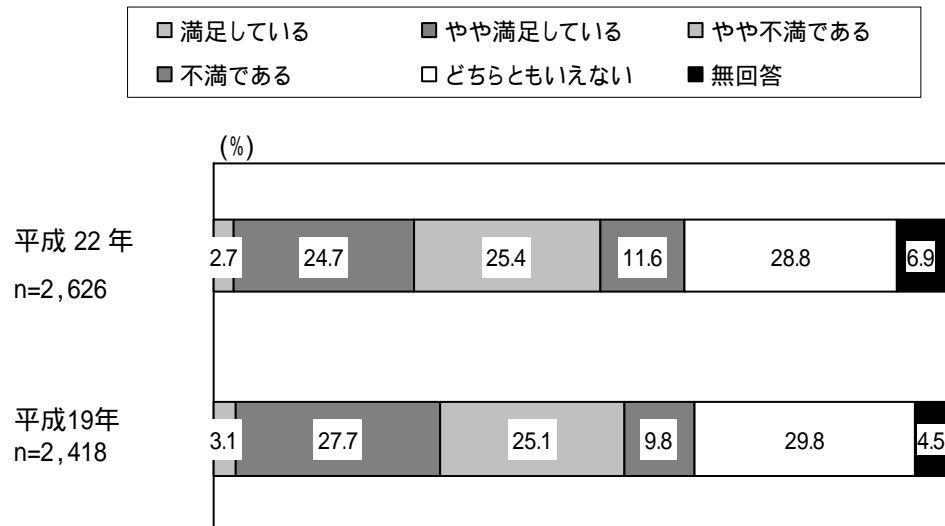 満足している やや満足している やや不満である
不満である どちらともいえない 無回答
(%)
平成 22 年
n=2,626
2.7 24.7 25.4 11.6 28.8 6.9
平成19年
n=2,418
3.1 27.7 25.1 9.8 29.8 4.5